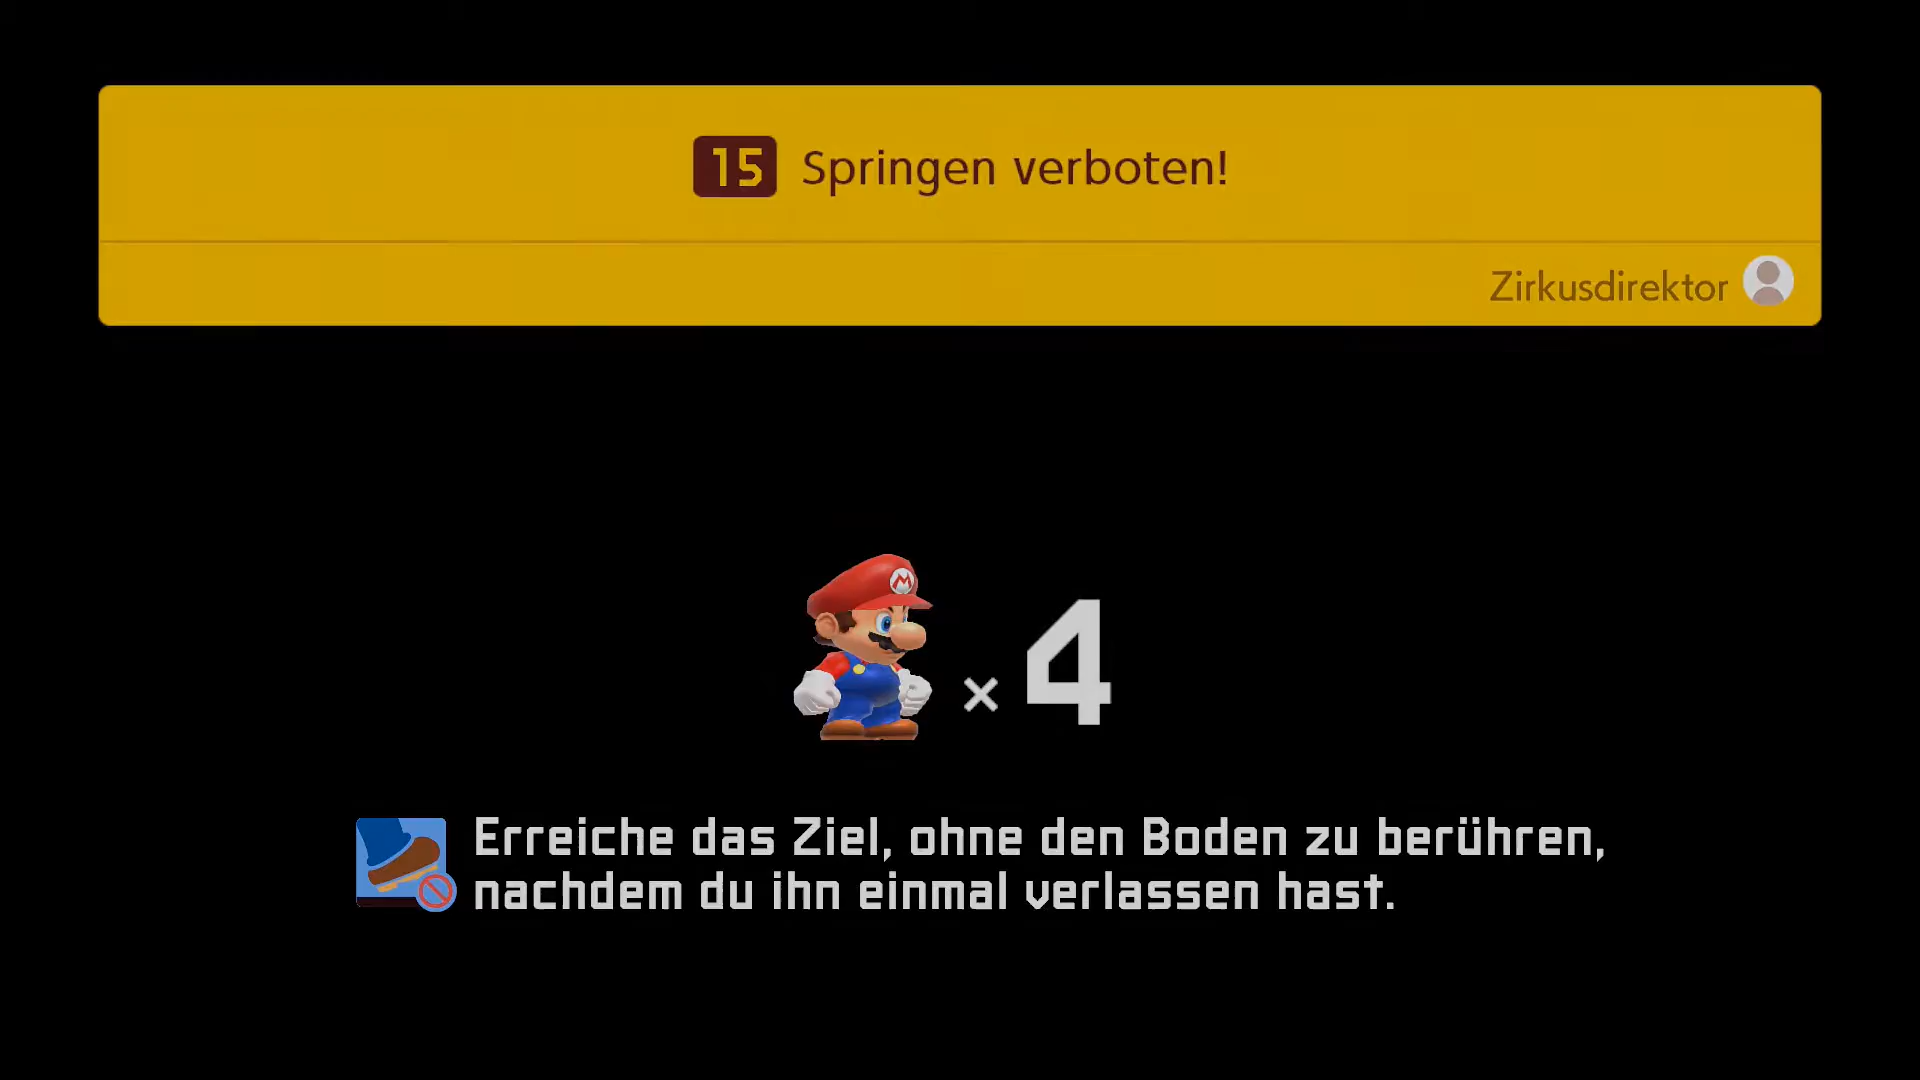 15 Springen verboten!
Zirkusdirektor
M
× 4
Erreiche das Ziel, ohne den Boden zu berühren,
nachdem du ihn einmal verlassen hast.